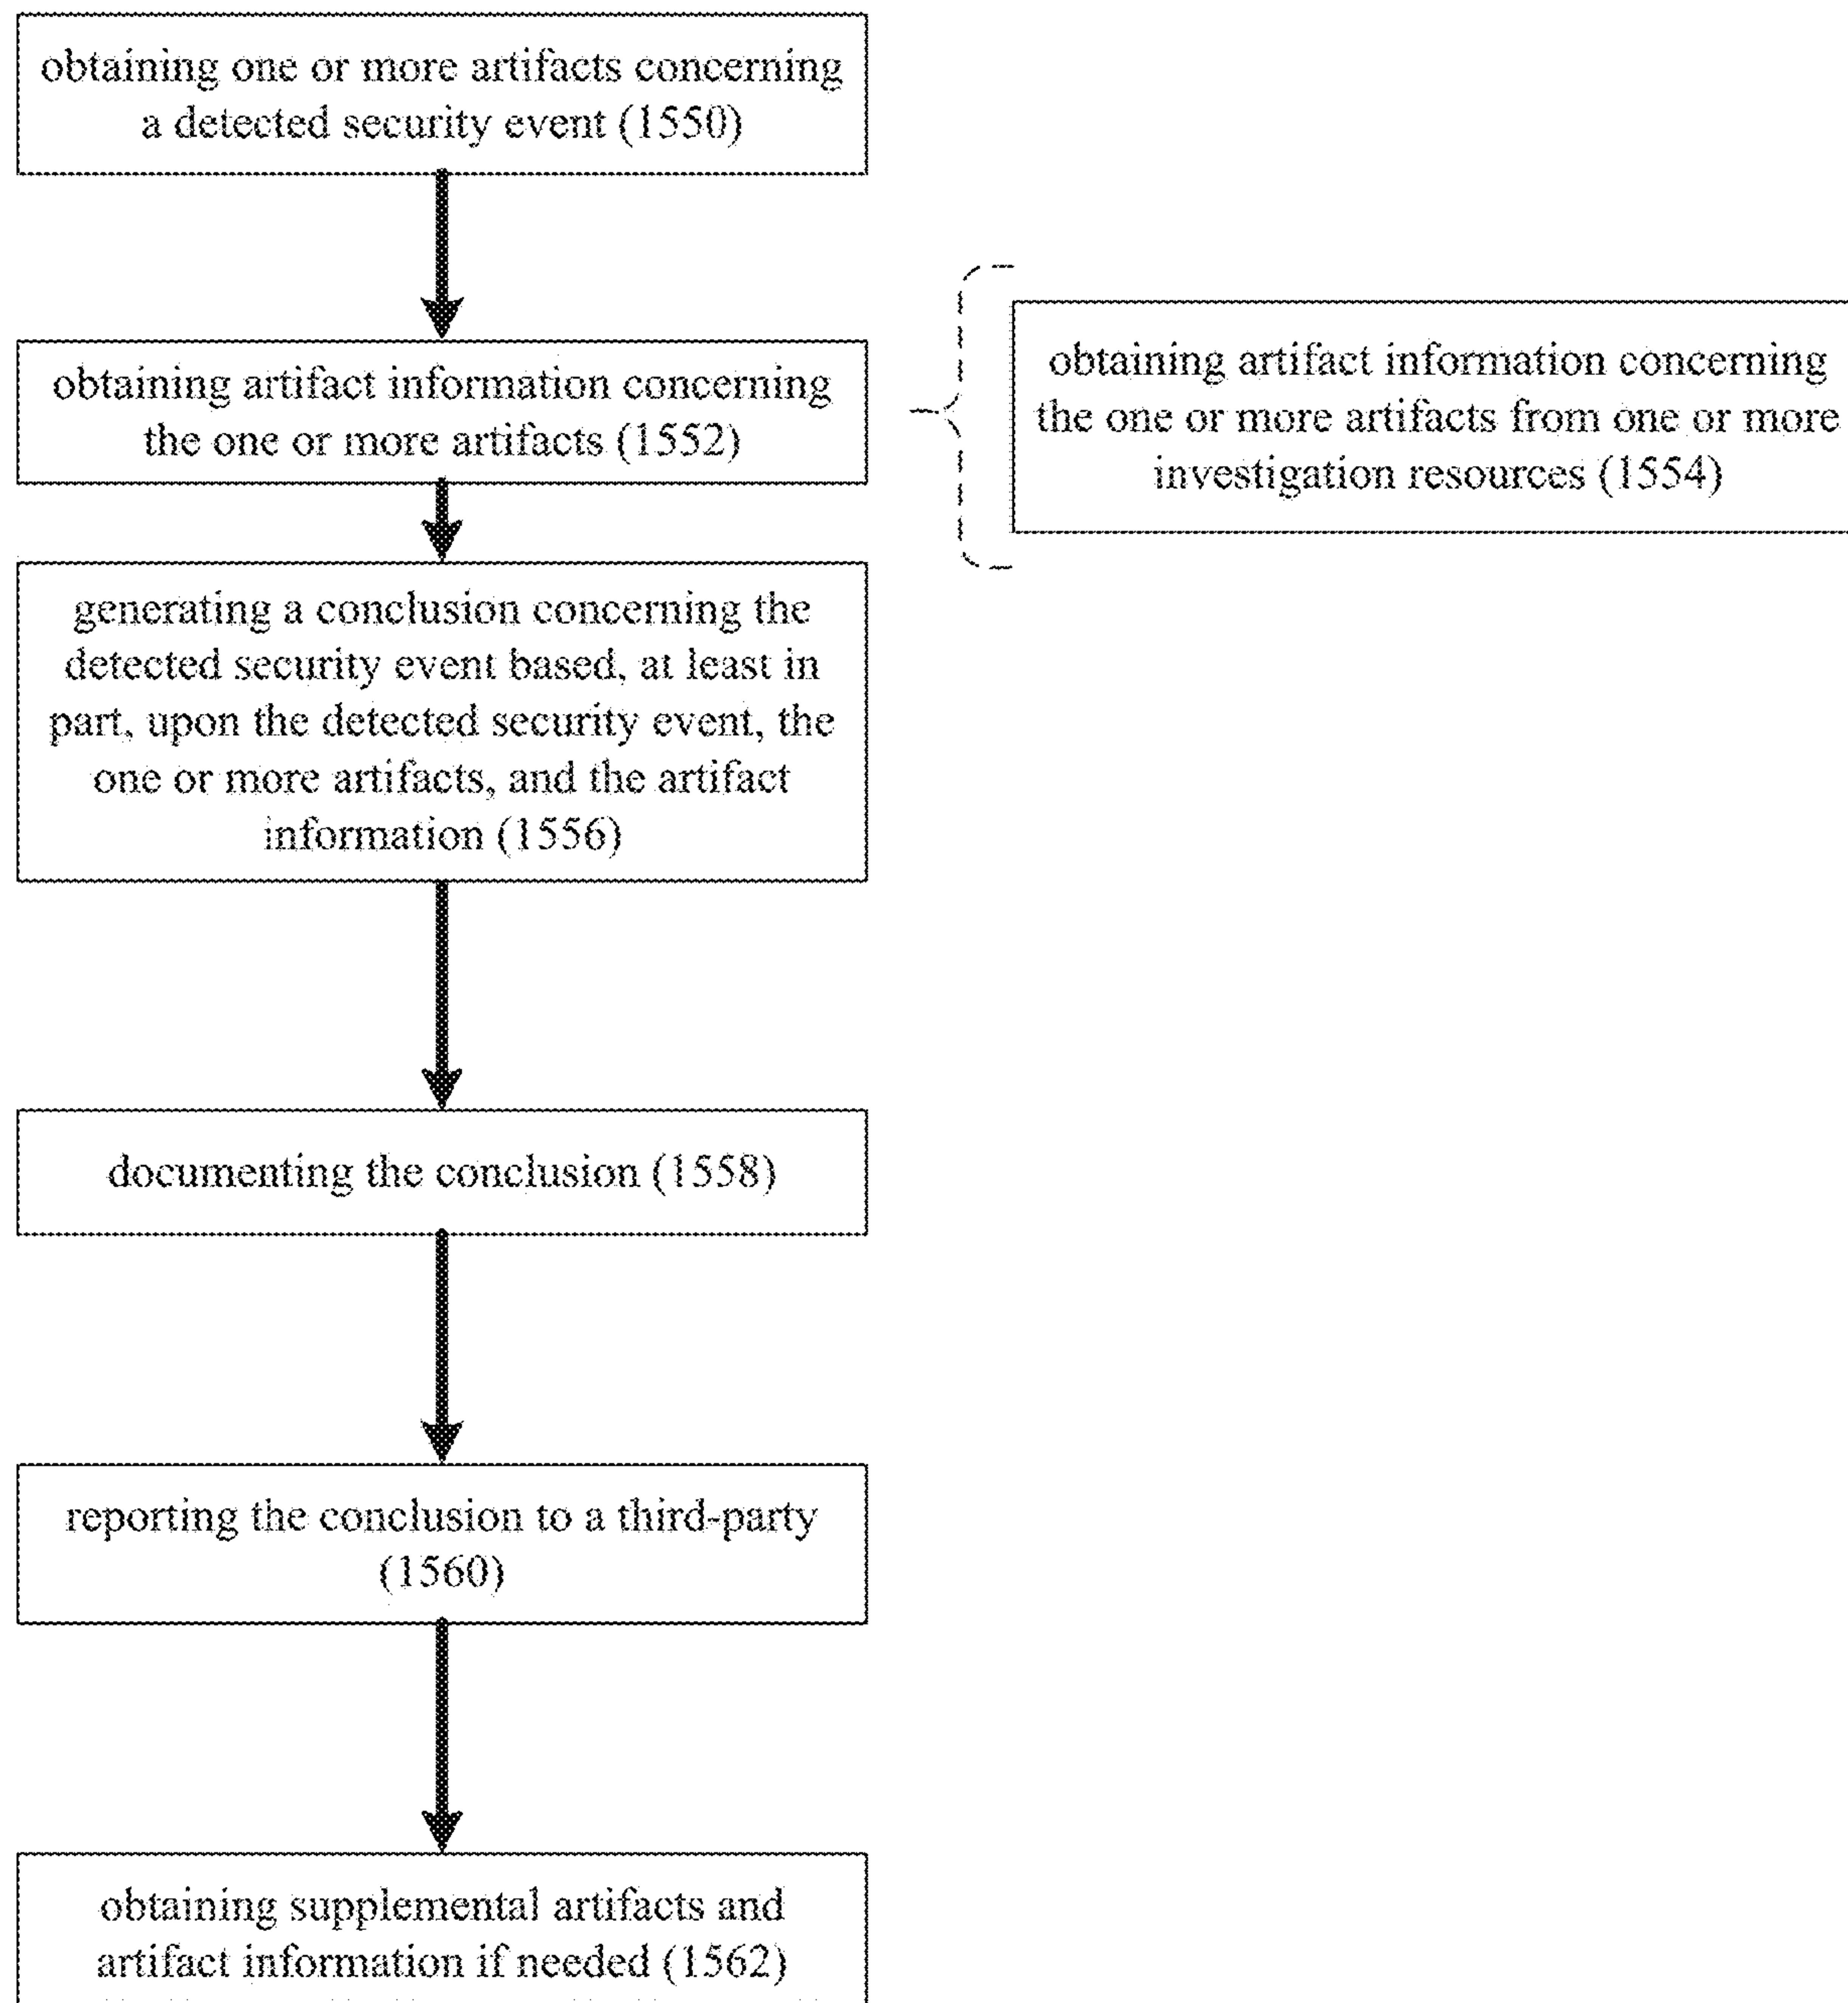 obtaining one or more artifacts concerning
a detected security event (1550)
obtaining artifact information concerning
the one or more artifacts (1552)
obtaining artifact information concerning
the one or more artifacts from one or more
investigation resources (1554)
generating a conclusion concerning the
detected security event based, at least in
part, upon the detected security event, the
one or more artifacts, and the artifact
information (1556)
documenting the conclusion (1558)
reporting the conclusion to a third-party
(1560)
obtaining supplemental artifacts and
artifact information if needed (1562)